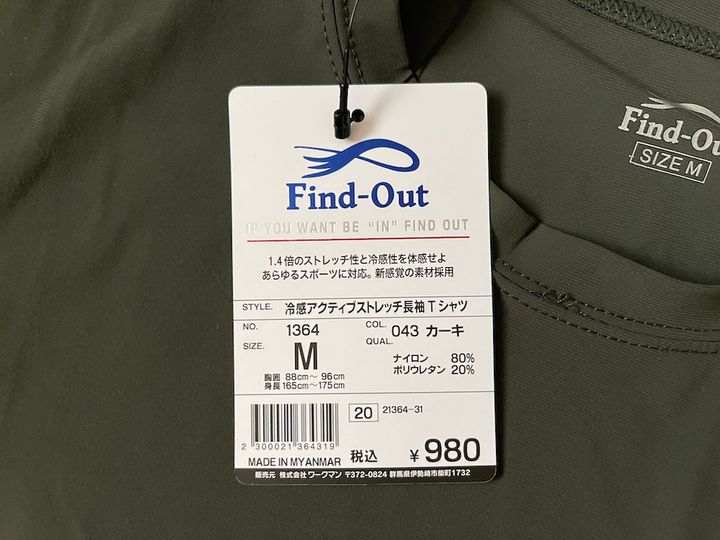 Find-Out
IF YOU WANT BE “IN” FIND OUT
1.4倍のストレッチ性と冷感性を体感せよ
あらゆるスポーツに対応。新感覚の素材採用
STYLE. 冷感アクティブストレッチ長袖Tシャツ
NO. 1364
COL. 043 カーキ
SIZE. M
胸囲 88cm〜 96cm
身長 165cm〜175cm
QUAL.
ナイロン 80%
ポリウレタン 20%
20 21364-31
2 300021 364319
MADE IN MYANMAR
税込 ¥980
販売元 株式会社 ワークマン 〒372-0824 群馬県伊勢崎市柴町1732
Find-Out
SIZE M